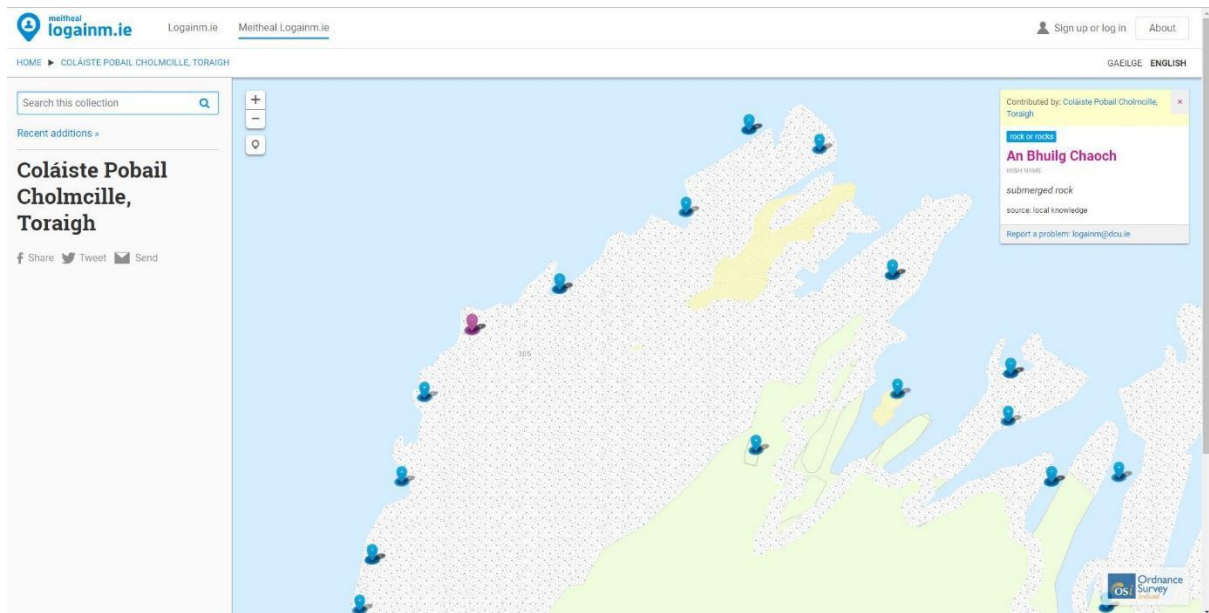 meitheal
logainm.ie
Logainm.ie
Meitheal Logainm.ie
Sign up or log in
About
HOME ▶ COLÁISTE POBAIL CHOLMCILLE, TORAIGH
GAEILGE ENGLISH
Search this collection
Recent additions »
Coláiste Pobail
Cholmcille,
Toraigh
Share Tweet Send
+
−
305
Contributed by: Coláiste Pobail Cholmcille,
Toraigh
×
rock or rocks
An Bhuilg Chaoch
IRISH NAME
submerged rock
source: local knowledge
Report a problem: logainm@dcu.ie
osi Ordnance
Survey
Ireland